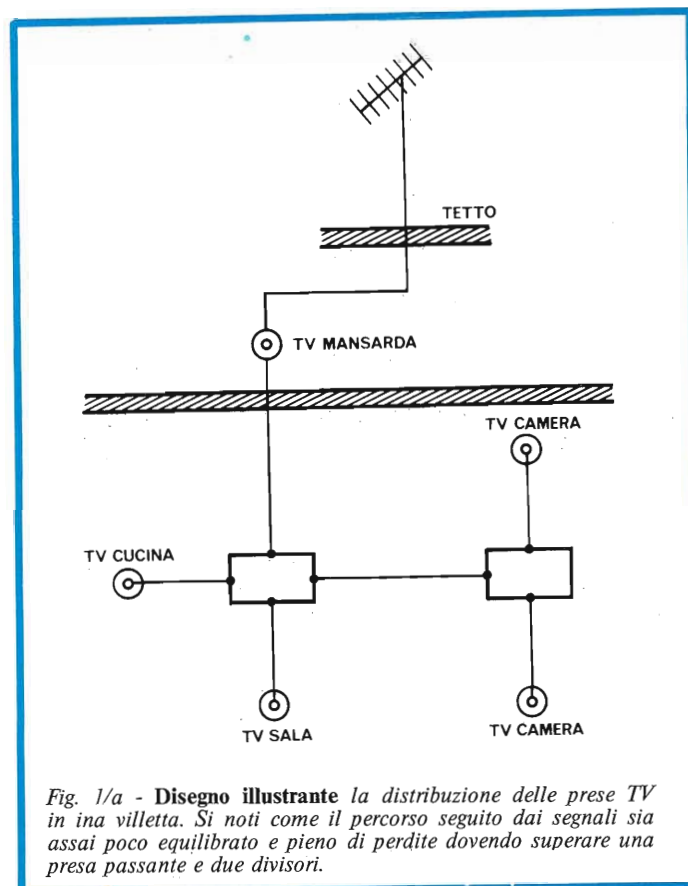 TETTO
TV MANSARDA
TV CAMERA
TV CUCINA
TV SALA
TV CAMERA
Fig. 1/a - Disegno illustrante la distribuzione delle prese TV
in ina villetta. Si noti come il percorso seguito dai segnali sia
assai poco equilibrato e pieno di perdite dovendo superare una
presa passante e due divisori.